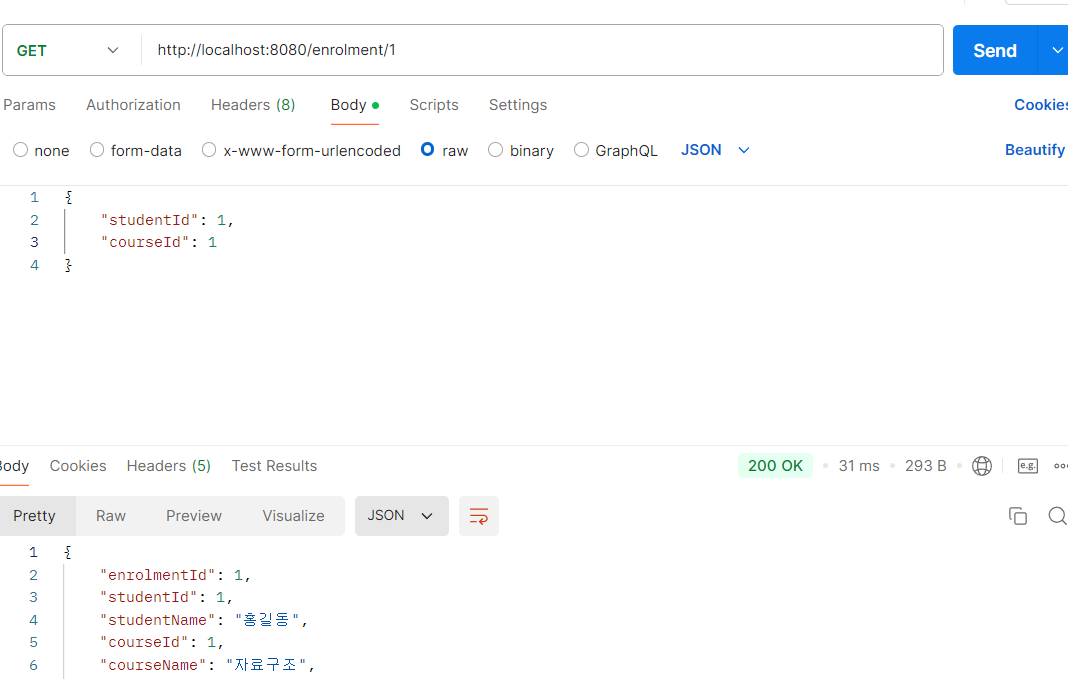 GET http://localhost:8080/enrolment/1 Send
Params Authorization Headers (8) Body Scripts Settings Cookies
none form-data x-www-form-urlencoded raw binary GraphQL JSON Beautify
1 {
2 "studentId": 1,
3 "courseId": 1
4 }
Body Cookies Headers (5) Test Results 200 OK 31 ms 293 B e.g.
Pretty Raw Preview Visualize JSON
1 {
2 "enrolmentId": 1,
3 "studentId": 1,
4 "studentName": "홍길동",
5 "courseId": 1,
6 "courseName": "자료구조",